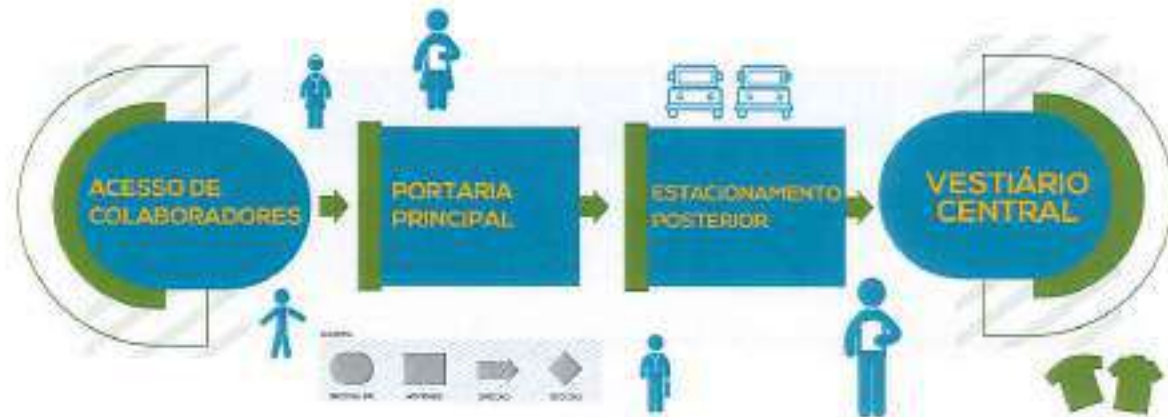 ACESSO DE
COLABORADORES
PORTARIA
PRINCIPAL
ESTACIONAMENTO
POSTERIOR
VESTIÁRIO
CENTRAL